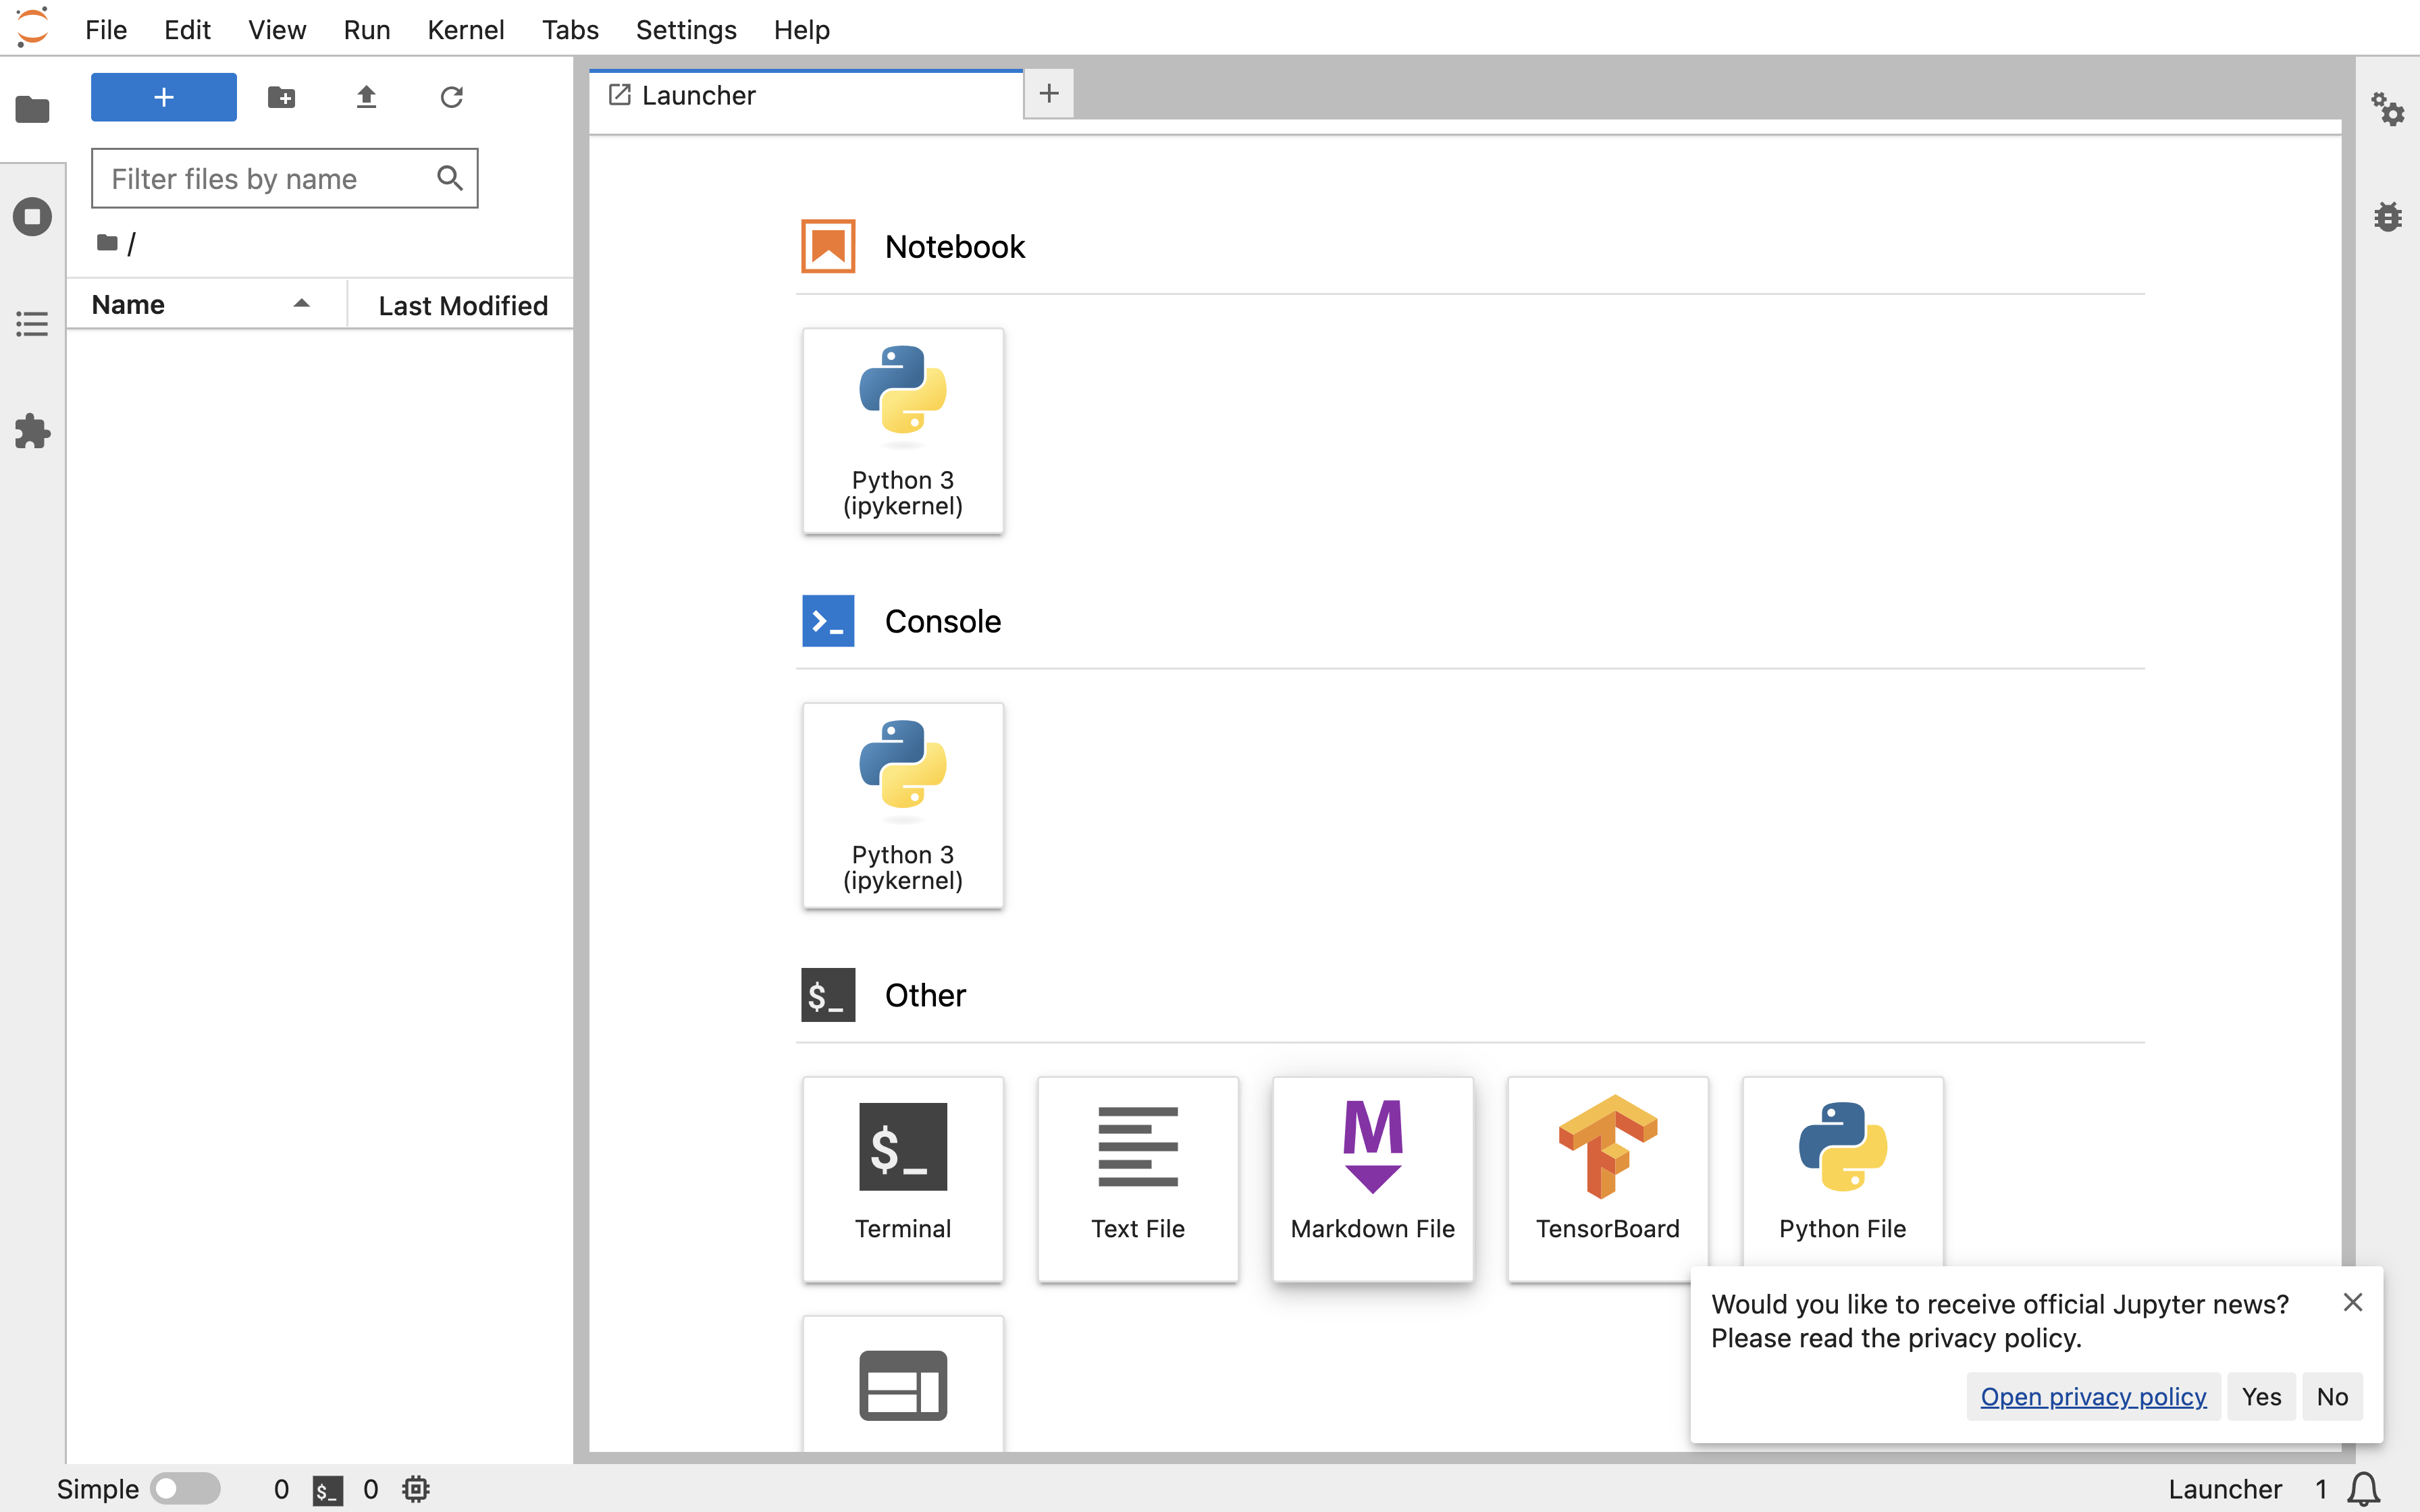 File Edit View Run Kernel Tabs Settings Help
+
Launcher
+
Filter files by name
/
Name
Last Modified
Notebook
Python 3
(ipykernel)
Console
Python 3
(ipykernel)
$_ Other
$_
Terminal
Text File
M
Markdown File
TensorBoard
Python File
Would you like to receive official Jupyter news?
Please read the privacy policy.
Open privacy policy Yes No
Simple 0 $_ 0
Launcher 1